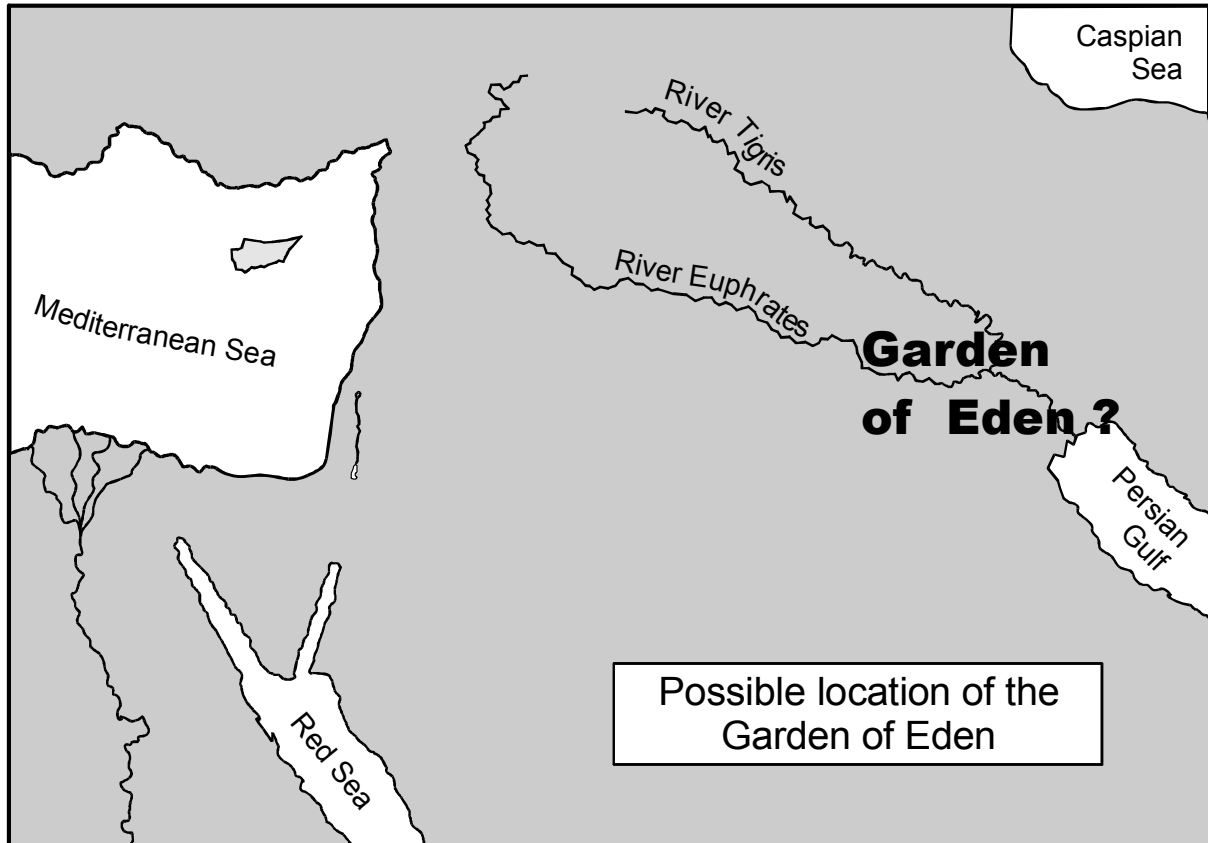 Caspian
Sea
River Tigris
River Euphrates
Mediterranean Sea
Garden
of Eden ?
Persian
Gulf
Red Sea
Possible location of the
Garden of Eden